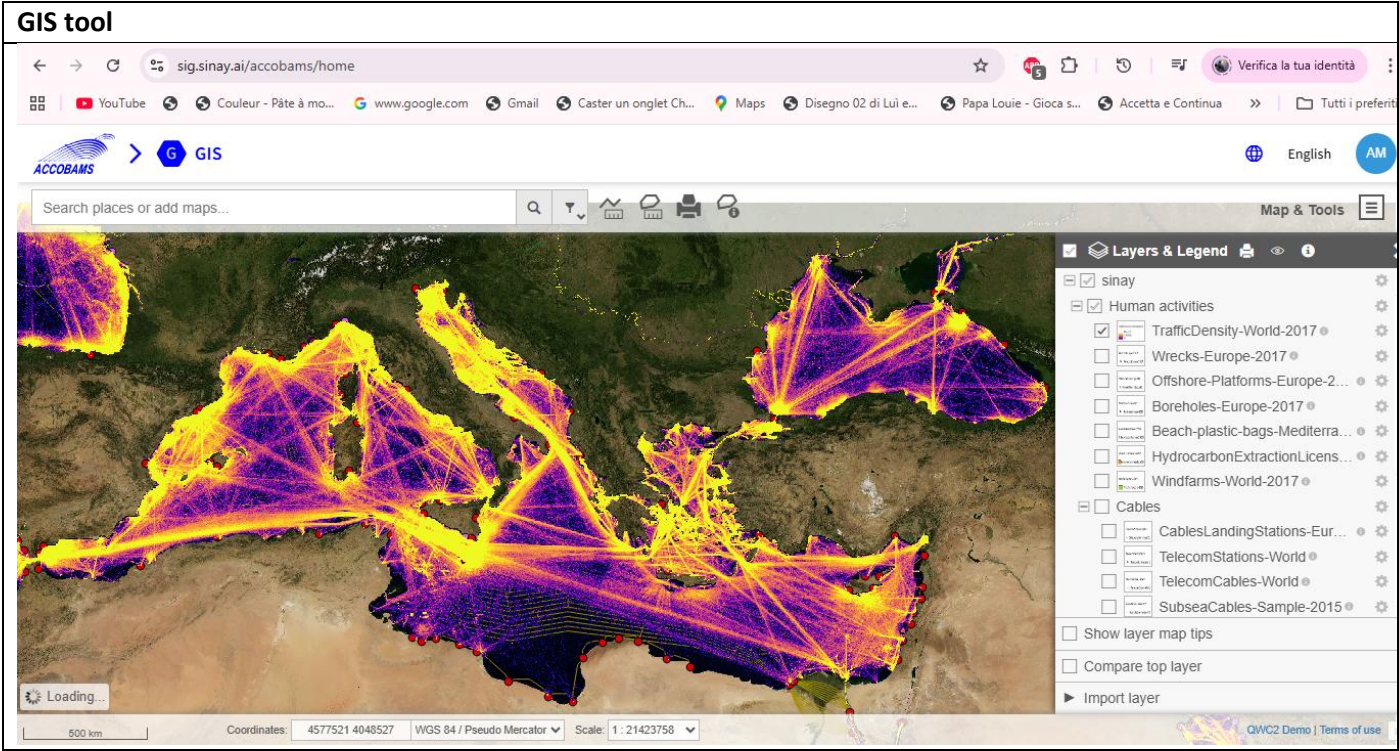 GIS tool
sig.sinay.ai/accobams/home
5
Verifica la tua identità
YouTube
Couleur - Pâte à mo...
www.google.com
Gmail
Caster un onglet Ch...
Maps
Disegno 02 di Lui e...
Papa Louie - Gioca s...
Accetta e Continua
Tutti i preferiti
ACCOBAMS
G
GIS
English
AM
Search places or add maps...
Map & Tools
Layers & Legend
sinay
Human activities
TrafficDensity-World-2017
Wrecks-Europe-2017
Offshore-Platforms-Europe-2...
Boreholes-Europe-2017
Beach-plastic-bags-Mediterra...
HydrocarbonExtractionLicens...
Windfarms-World-2017
Cables
CablesLandingStations-Eur...
TelecomStations-World
TelecomCables-World
SubseaCables-Sample-2015
Show layer map tips
Compare top layer
Import layer
Loading...
500 km
Coordinates: 4577521 4048527 WGS 84 / Pseudo Mercator Scale: 1 : 21423758
QWC2 Demo | Terms of use